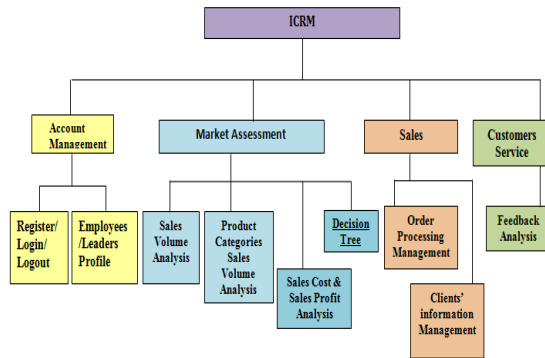 ICRM
Account
Management
Market Assessment
Sales
Customers
Service
Register/
Login/
Logout
Employees
/Leaders
Profile
Sales
Volume
Analysis
Product
Categories
Sales
Volume
Analysis
Sales Cost &
Sales Profit
Analysis
Decision
Tree
Order
Processing
Management
Clients'
information
Management
Feedback
Analysis